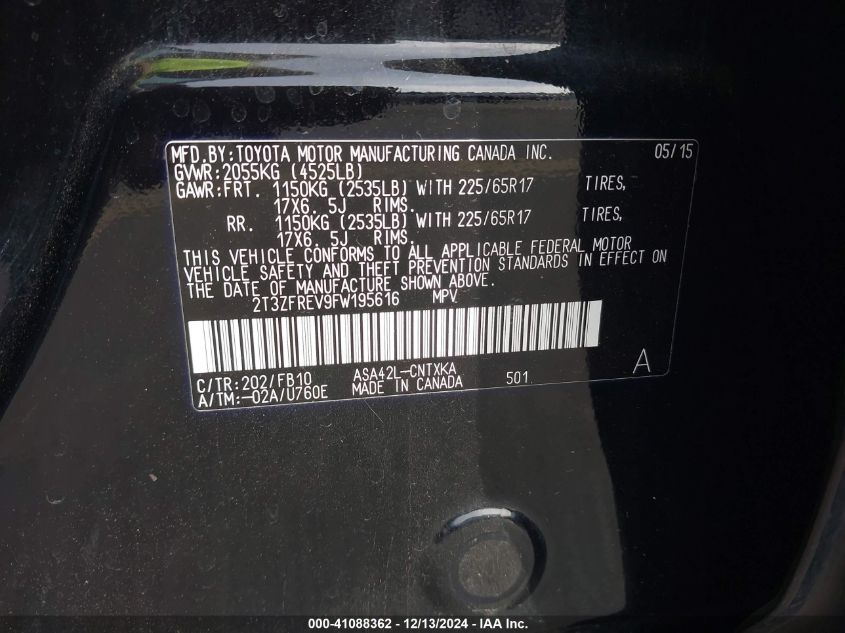 MFD.BY:TOYOTA MOTOR MANUFACTURING CANADA INC. 05/15
GVWR:2055KG (4525LB)
GAWR:FRT. 1150KG (2535LB) WITH 225/65R17 TIRES,
17X6.5J RIMS.
RR. 1150KG (2535LB) WITH 225/65R17 TIRES,
17X6.5J RIMS.
THIS VEHICLE CONFORMS TO ALL APPLICABLE FEDERAL MOTOR
VEHICLE SAFETY AND THEFT PREVENTION STANDARDS IN EFFECT ON
THE DATE OF MANUFACTURE SHOWN ABOVE.
2T3ZFREV9FW195616 MPV
C/TR:202/FB10 ASA42L-CNTXKA A
A/TM:-02A/U760E MADE IN CANADA 501
000-41088362 - 12/13/2024 - IAA Inc.